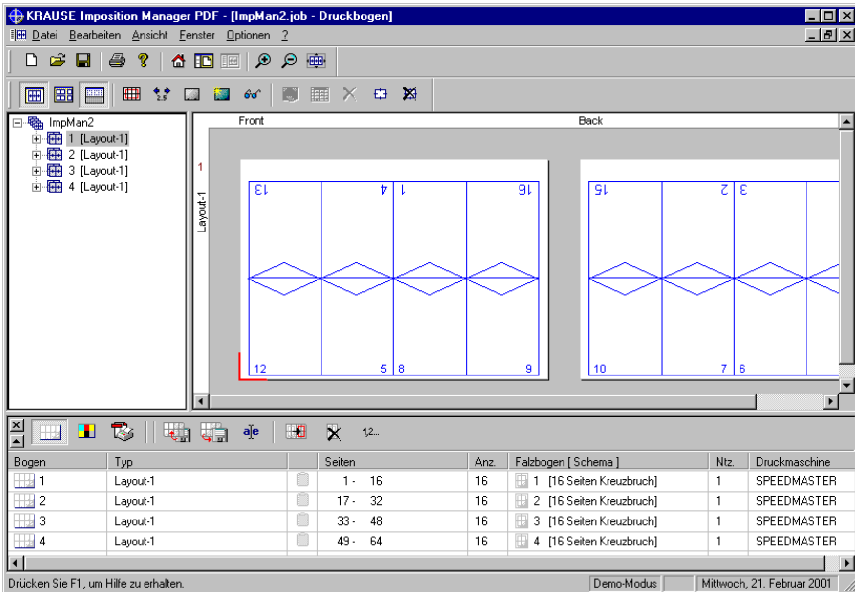 KRAUSE Imposition Manager PDF - [ImpMan2.job - Druckbogen]
Datei Bearbeiten Ansicht Fenster Optionen ?
2.5
ImpMan2
1 [Layout-1]
2 [Layout-1]
3 [Layout-1]
4 [Layout-1]
Front Back
1
Layout-1
13 4 1 16
12 5 8 9
15 2 3
10 7 6
a|e 1,2...
Bogen Typ Seiten Anz. Falzbogen [ Schema ] Ntz. Druckmaschine
1 Layout-1 1 - 16 16 1 [16 Seiten Kreuzbruch] 1 SPEEDMASTER
2 Layout-1 17 - 32 16 2 [16 Seiten Kreuzbruch] 1 SPEEDMASTER
3 Layout-1 33 - 48 16 3 [16 Seiten Kreuzbruch] 1 SPEEDMASTER
4 Layout-1 49 - 64 16 4 [16 Seiten Kreuzbruch] 1 SPEEDMASTER
Drücken Sie F1, um Hilfe zu erhalten. Demo-Modus Mittwoch, 21. Februar 2001